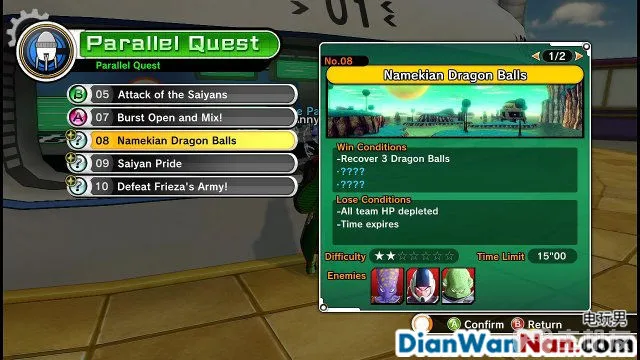 01
Parallel Quest
Parallel Quest
B 05 Attack of the Saiyans
A 07 Burst Open and Mix!
? 08 Namekian Dragon Balls
? 09 Saiyan Pride
? 10 Defeat Frieza's Army!
No.08
1/2
Namekian Dragon Balls
Win Conditions
-Recover 3 Dragon Balls
-????
-????
Lose Conditions
-All team HP depleted
-Time expires
Difficulty ★★☆☆☆☆☆
Time Limit 15"00
Enemies
A Confirm B Return
电玩男
DianWanNan.com